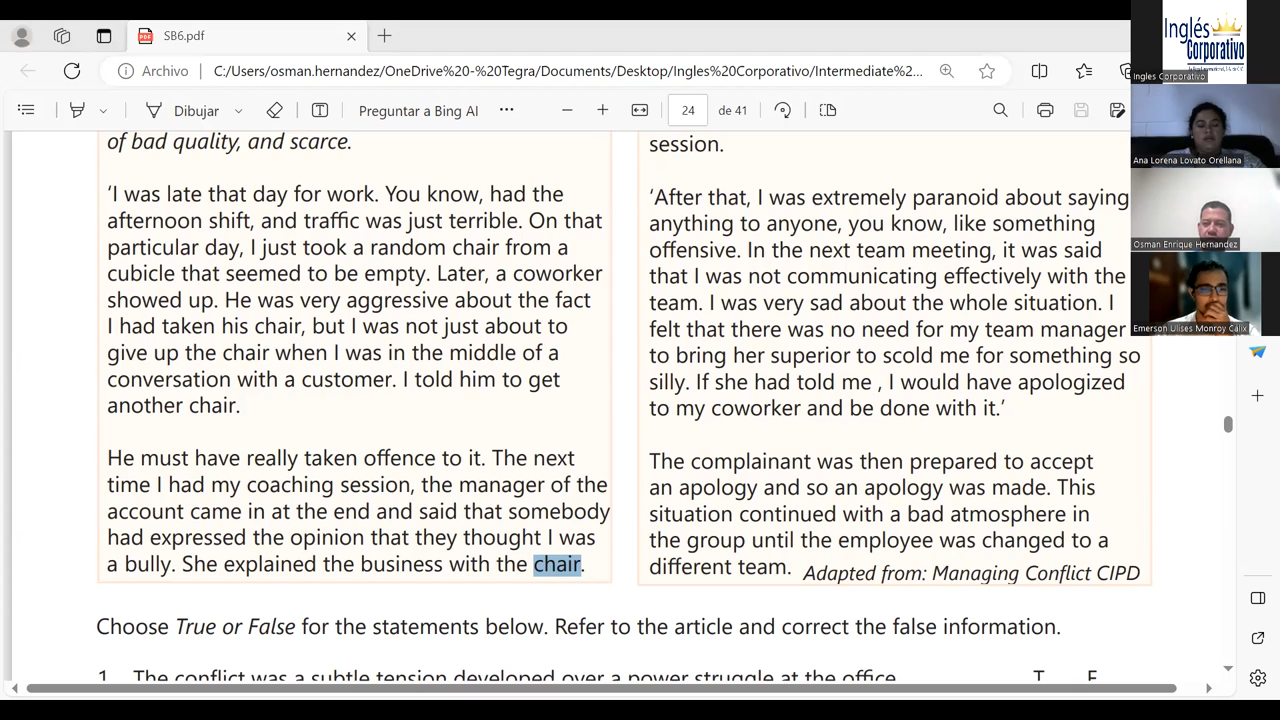 SB6.pdf
Archivo
C:/Users/osman.hernandez/OneDrive%20-%20Tegra/Documents/Desktop/Ingles%20Corporativo/Intermediate%2...
Dibujar
Preguntar a Bing AI
24
de 41
of bad quality, and scarce.
‘I was late that day for work. You know, had the
afternoon shift, and traffic was just terrible. On that
particular day, I just took a random chair from a
cubicle that seemed to be empty. Later, a coworker
showed up. He was very aggressive about the fact
I had taken his chair, but I was not just about to
give up the chair when I was in the middle of a
conversation with a customer. I told him to get
another chair.
He must have really taken offence to it. The next
time I had my coaching session, the manager of the
account came in at the end and said that somebody
had expressed the opinion that they thought I was
a bully. She explained the business with the chair.
session.
‘After that, I was extremely paranoid about saying
anything to anyone, you know, like something
offensive. In the next team meeting, it was said
that I was not communicating effectively with the
team. I was very sad about the whole situation. I
felt that there was no need for my team manager
to bring her superior to scold me for something so
silly. If she had told me , I would have apologized
to my coworker and be done with it.’
The complainant was then prepared to accept
an apology and so an apology was made. This
situation continued with a bad atmosphere in
the group until the employee was changed to a
different team.
Adapted from: Managing Conflict CIPD
Choose True or False for the statements below. Refer to the article and correct the false information.
1 The conflict was a subtle tension developed over a power struggle at the office. T F
Inglés
Corporativo
Ingles Corporativo
Ana Lorena Lovato Orellana
Osman Enrique Hernandez
Emerson Ulises Monroy Calix